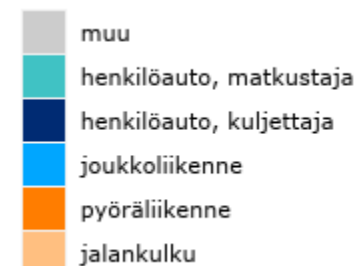 muu
henkilöauto, matkustaja
henkilöauto, kuljettaja
joukkoliikenne
pyöräliikenne
jalankulku